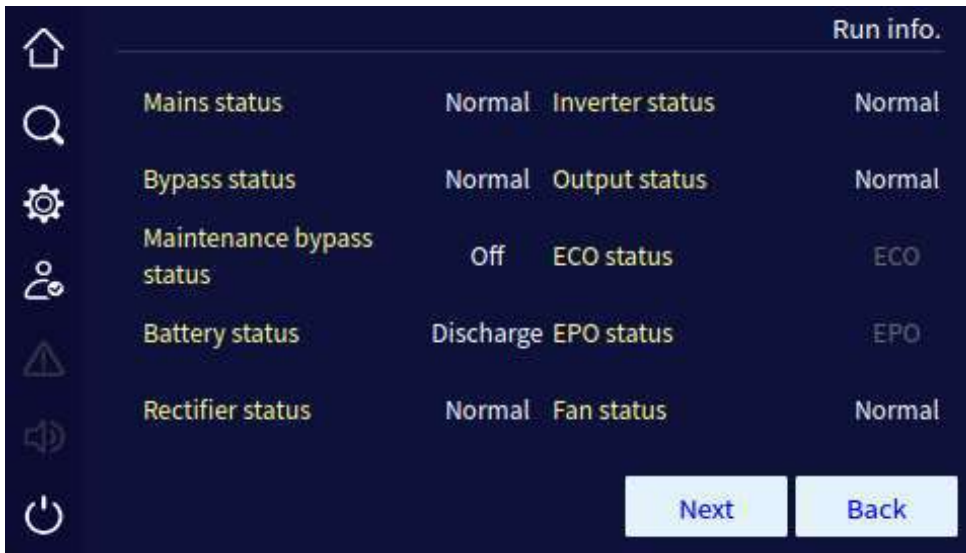 Run info.
Mains status Normal Inverter status Normal
Bypass status Normal Output status Normal
Maintenance bypass
status Off ECO status ECO
Battery status Discharge EPO status EPO
Rectifier status Normal Fan status Normal
Next Back